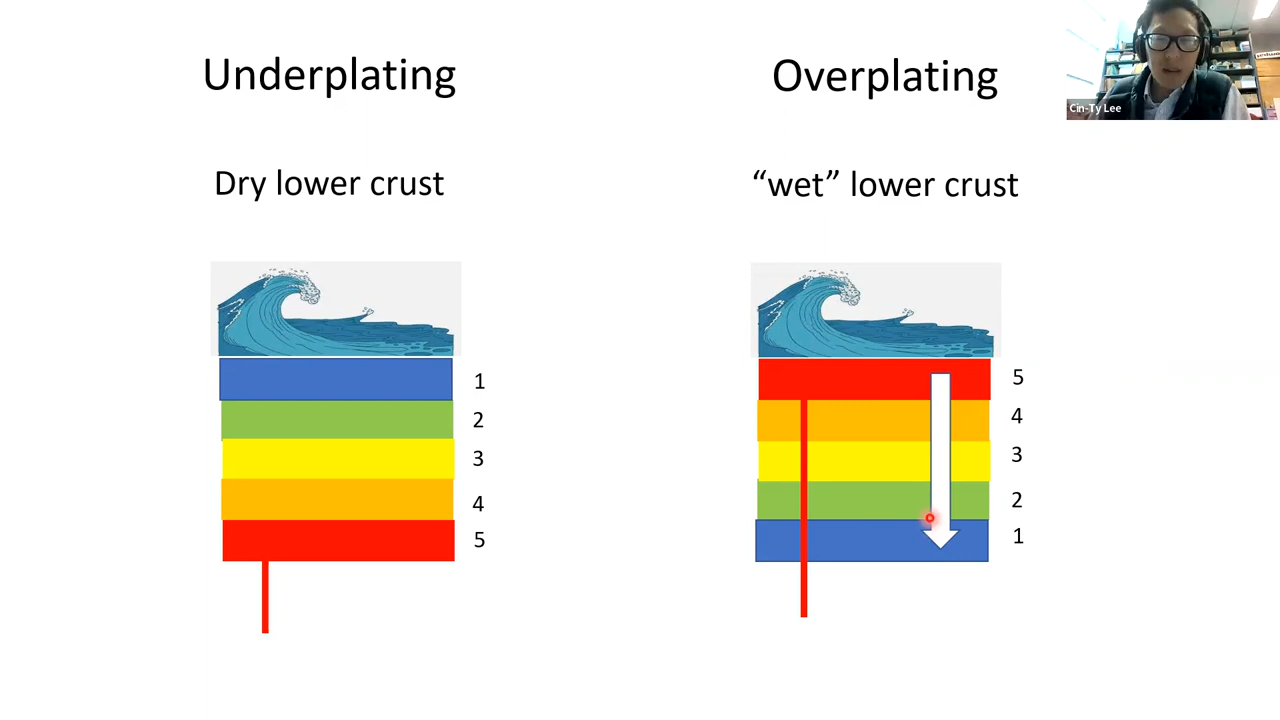 Underplating
Overplating
Cin-Ty Lee
Dry lower crust
“wet” lower crust
1
2
3
4
5
5
4
3
2
1